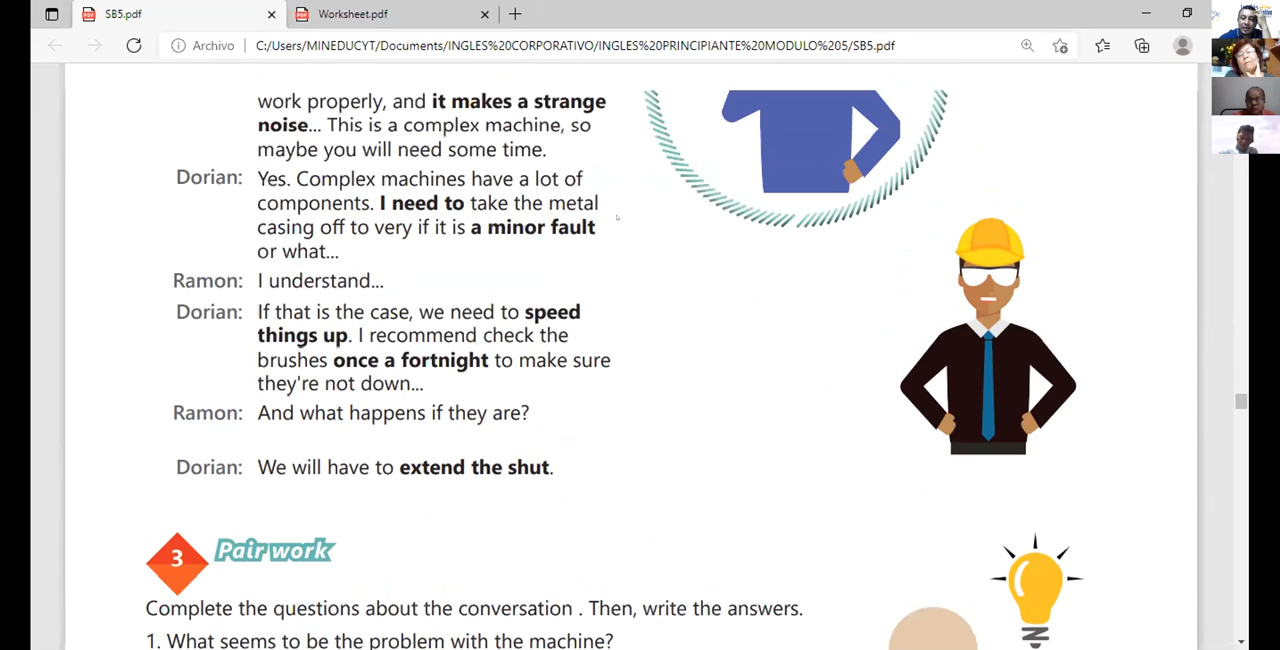 SB5.pdf
Worksheet.pdf
Archivo
C:/Users/MINEDUCYT/Documents/INGLES%20CORPORATIVO/INGLES%20PRINCIPIANTE%20MODULO%205/SB5.pdf
work properly, and it makes a strange
noise... This is a complex machine, so
maybe you will need some time.
Dorian: Yes. Complex machines have a lot of
components. I need to take the metal
casing off to very if it is a minor fault
or what...
Ramon: I understand...
Dorian: If that is the case, we need to speed
things up. I recommend check the
brushes once a fortnight to make sure
they're not down...
Ramon: And what happens if they are?
Dorian: We will have to extend the shut.
3 Pair work
Complete the questions about the conversation . Then, write the answers.
1. What seems to be the problem with the machine?